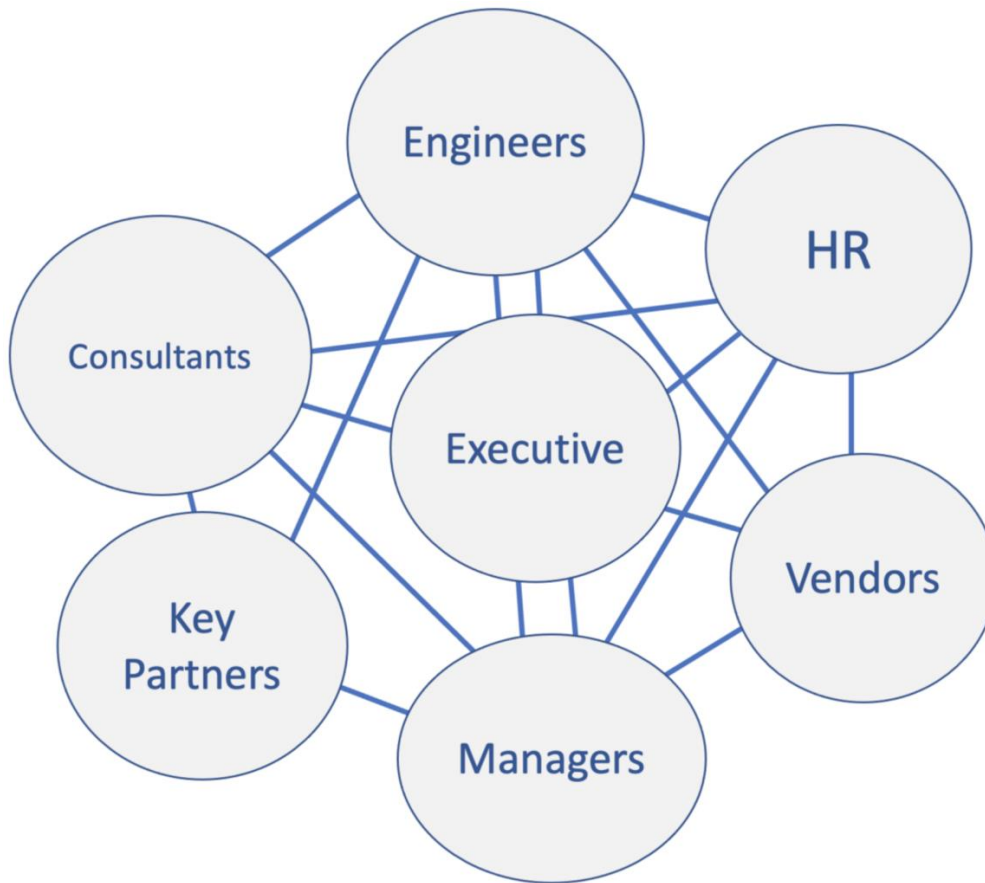 Engineers
HR
Consultants
Executive
Vendors
Key
Partners
Managers